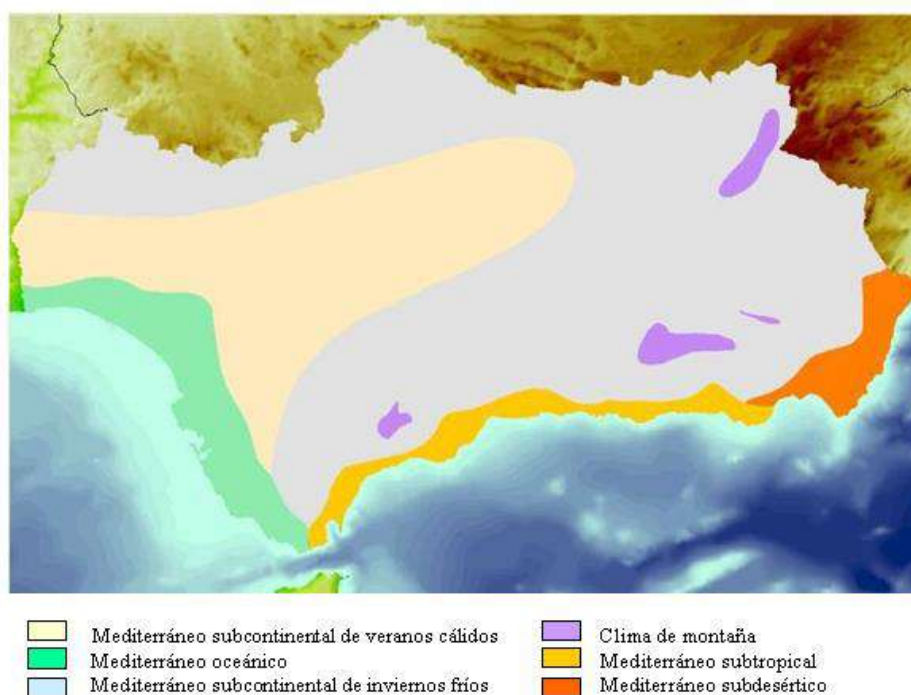 Mediterráneo subcontinental de veranos cálidos
Mediterráneo oceánico
Mediterráneo subcontinental de inviernos fríos
Clima de montaña
Mediterráneo subtropical
Mediterráneo subdesértico